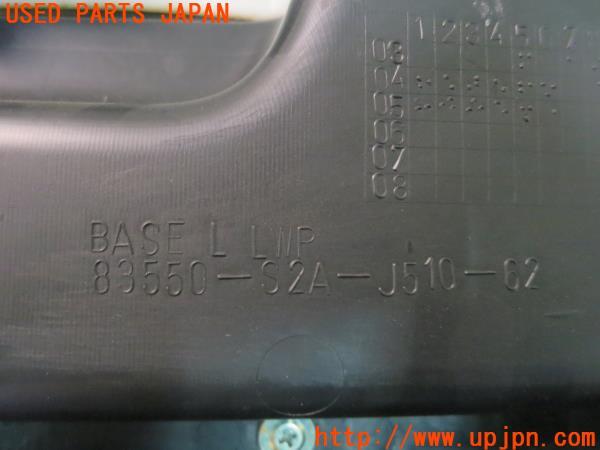 USED PARTS JAPAN
1 2 3 4 5 6 7
03
04
05
06
07
08
BASE L LWP
83550-S2A-J510-62
UPJ
www.upjpn.com